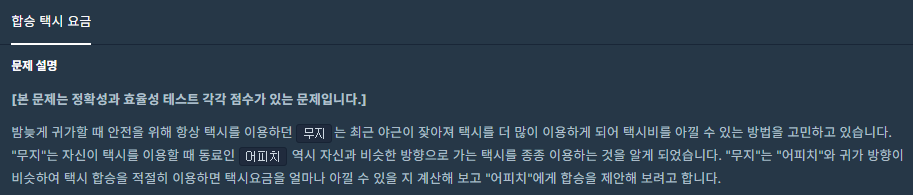 합승 택시 요금
문제 설명
[본 문제는 정확성과 효율성 테스트 각각 점수가 있는 문제입니다.]
밤늦게 귀가할 때 안전을 위해 항상 택시를 이용하던 무지 는 최근 야근이 잦아져 택시를 더 많이 이용하게 되어 택시비를 아낄 수 있는 방법을 고민하고 있습니다.
"무지"는 자신이 택시를 이용할 때 동료인 어피치 역시 자신과 비슷한 방향으로 가는 택시를 종종 이용하는 것을 알게 되었습니다. "무지"는 "어피치"와 귀가 방향이
비슷하여 택시 합승을 적절히 이용하면 택시요금을 얼마나 아낄 수 있을 지 계산해 보고 "어피치"에게 합승을 제안해 보려고 합니다.